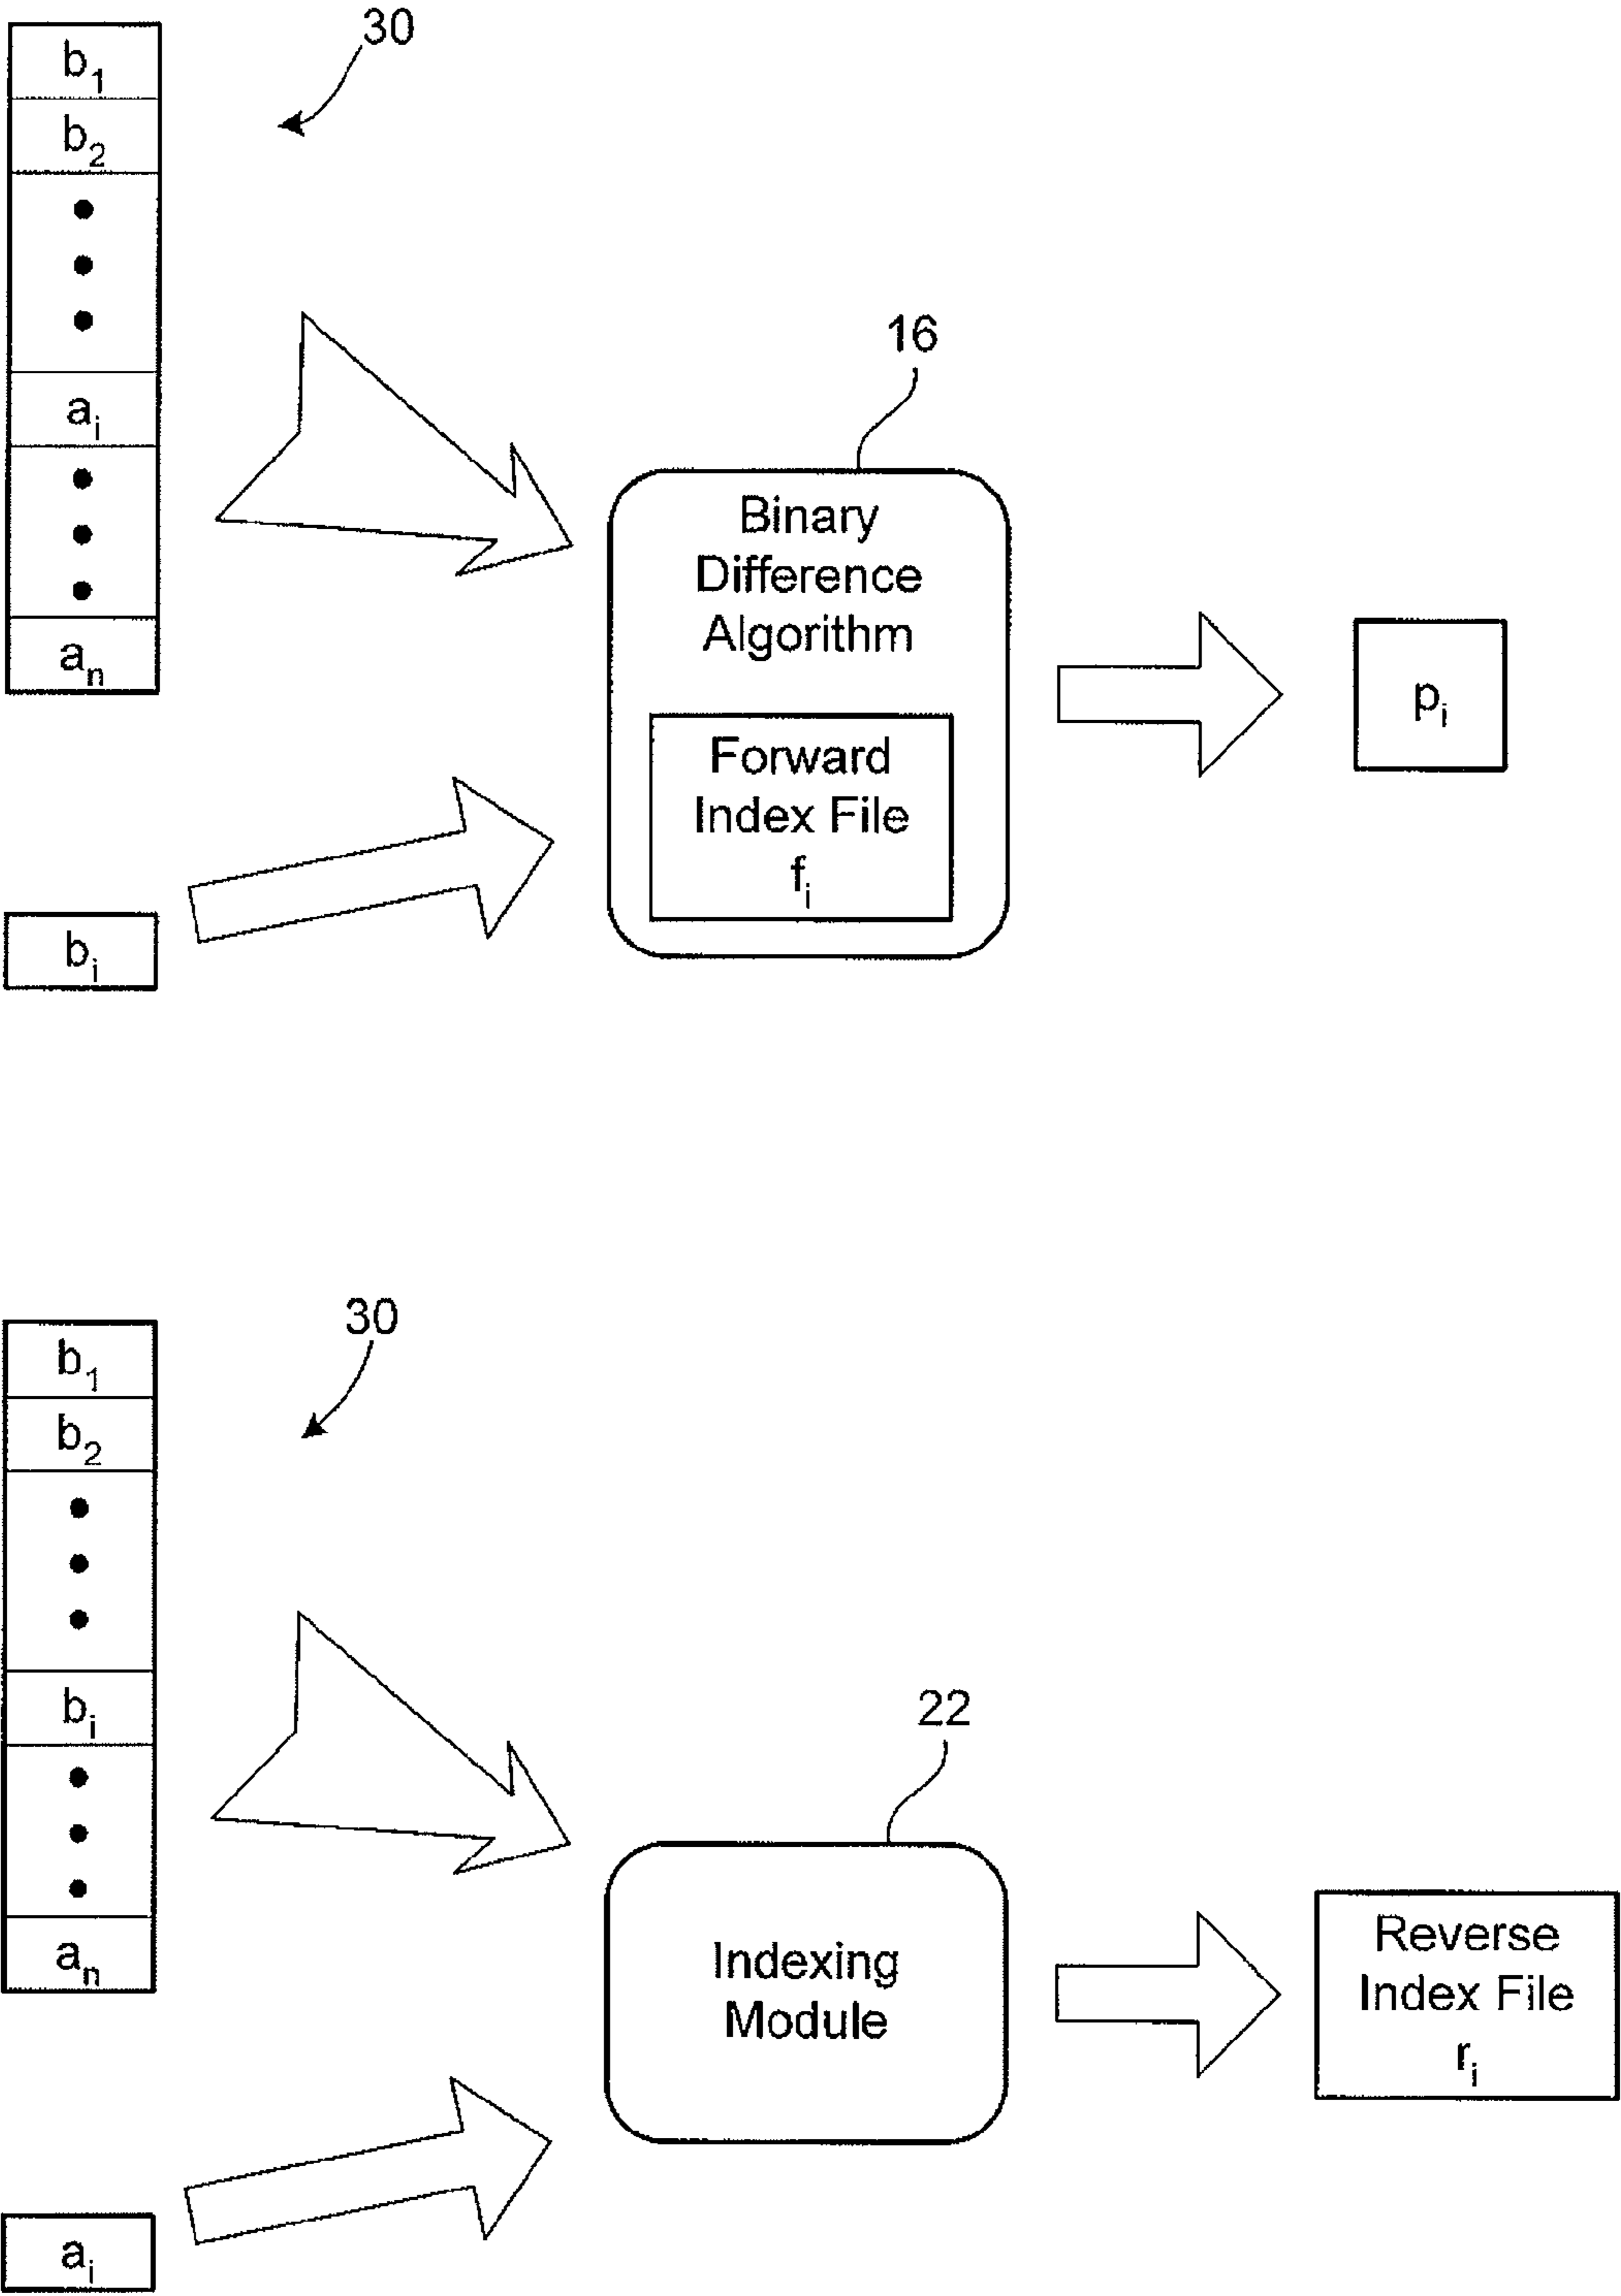 30
b₁
b₂
aᵢ
aₙ
bᵢ
16
Binary
Difference
Algorithm
Forward
Index File
fᵢ
pᵢ
30
b₁
b₂
bᵢ
aₙ
aᵢ
22
Indexing
Module
Reverse
Index File
rᵢ